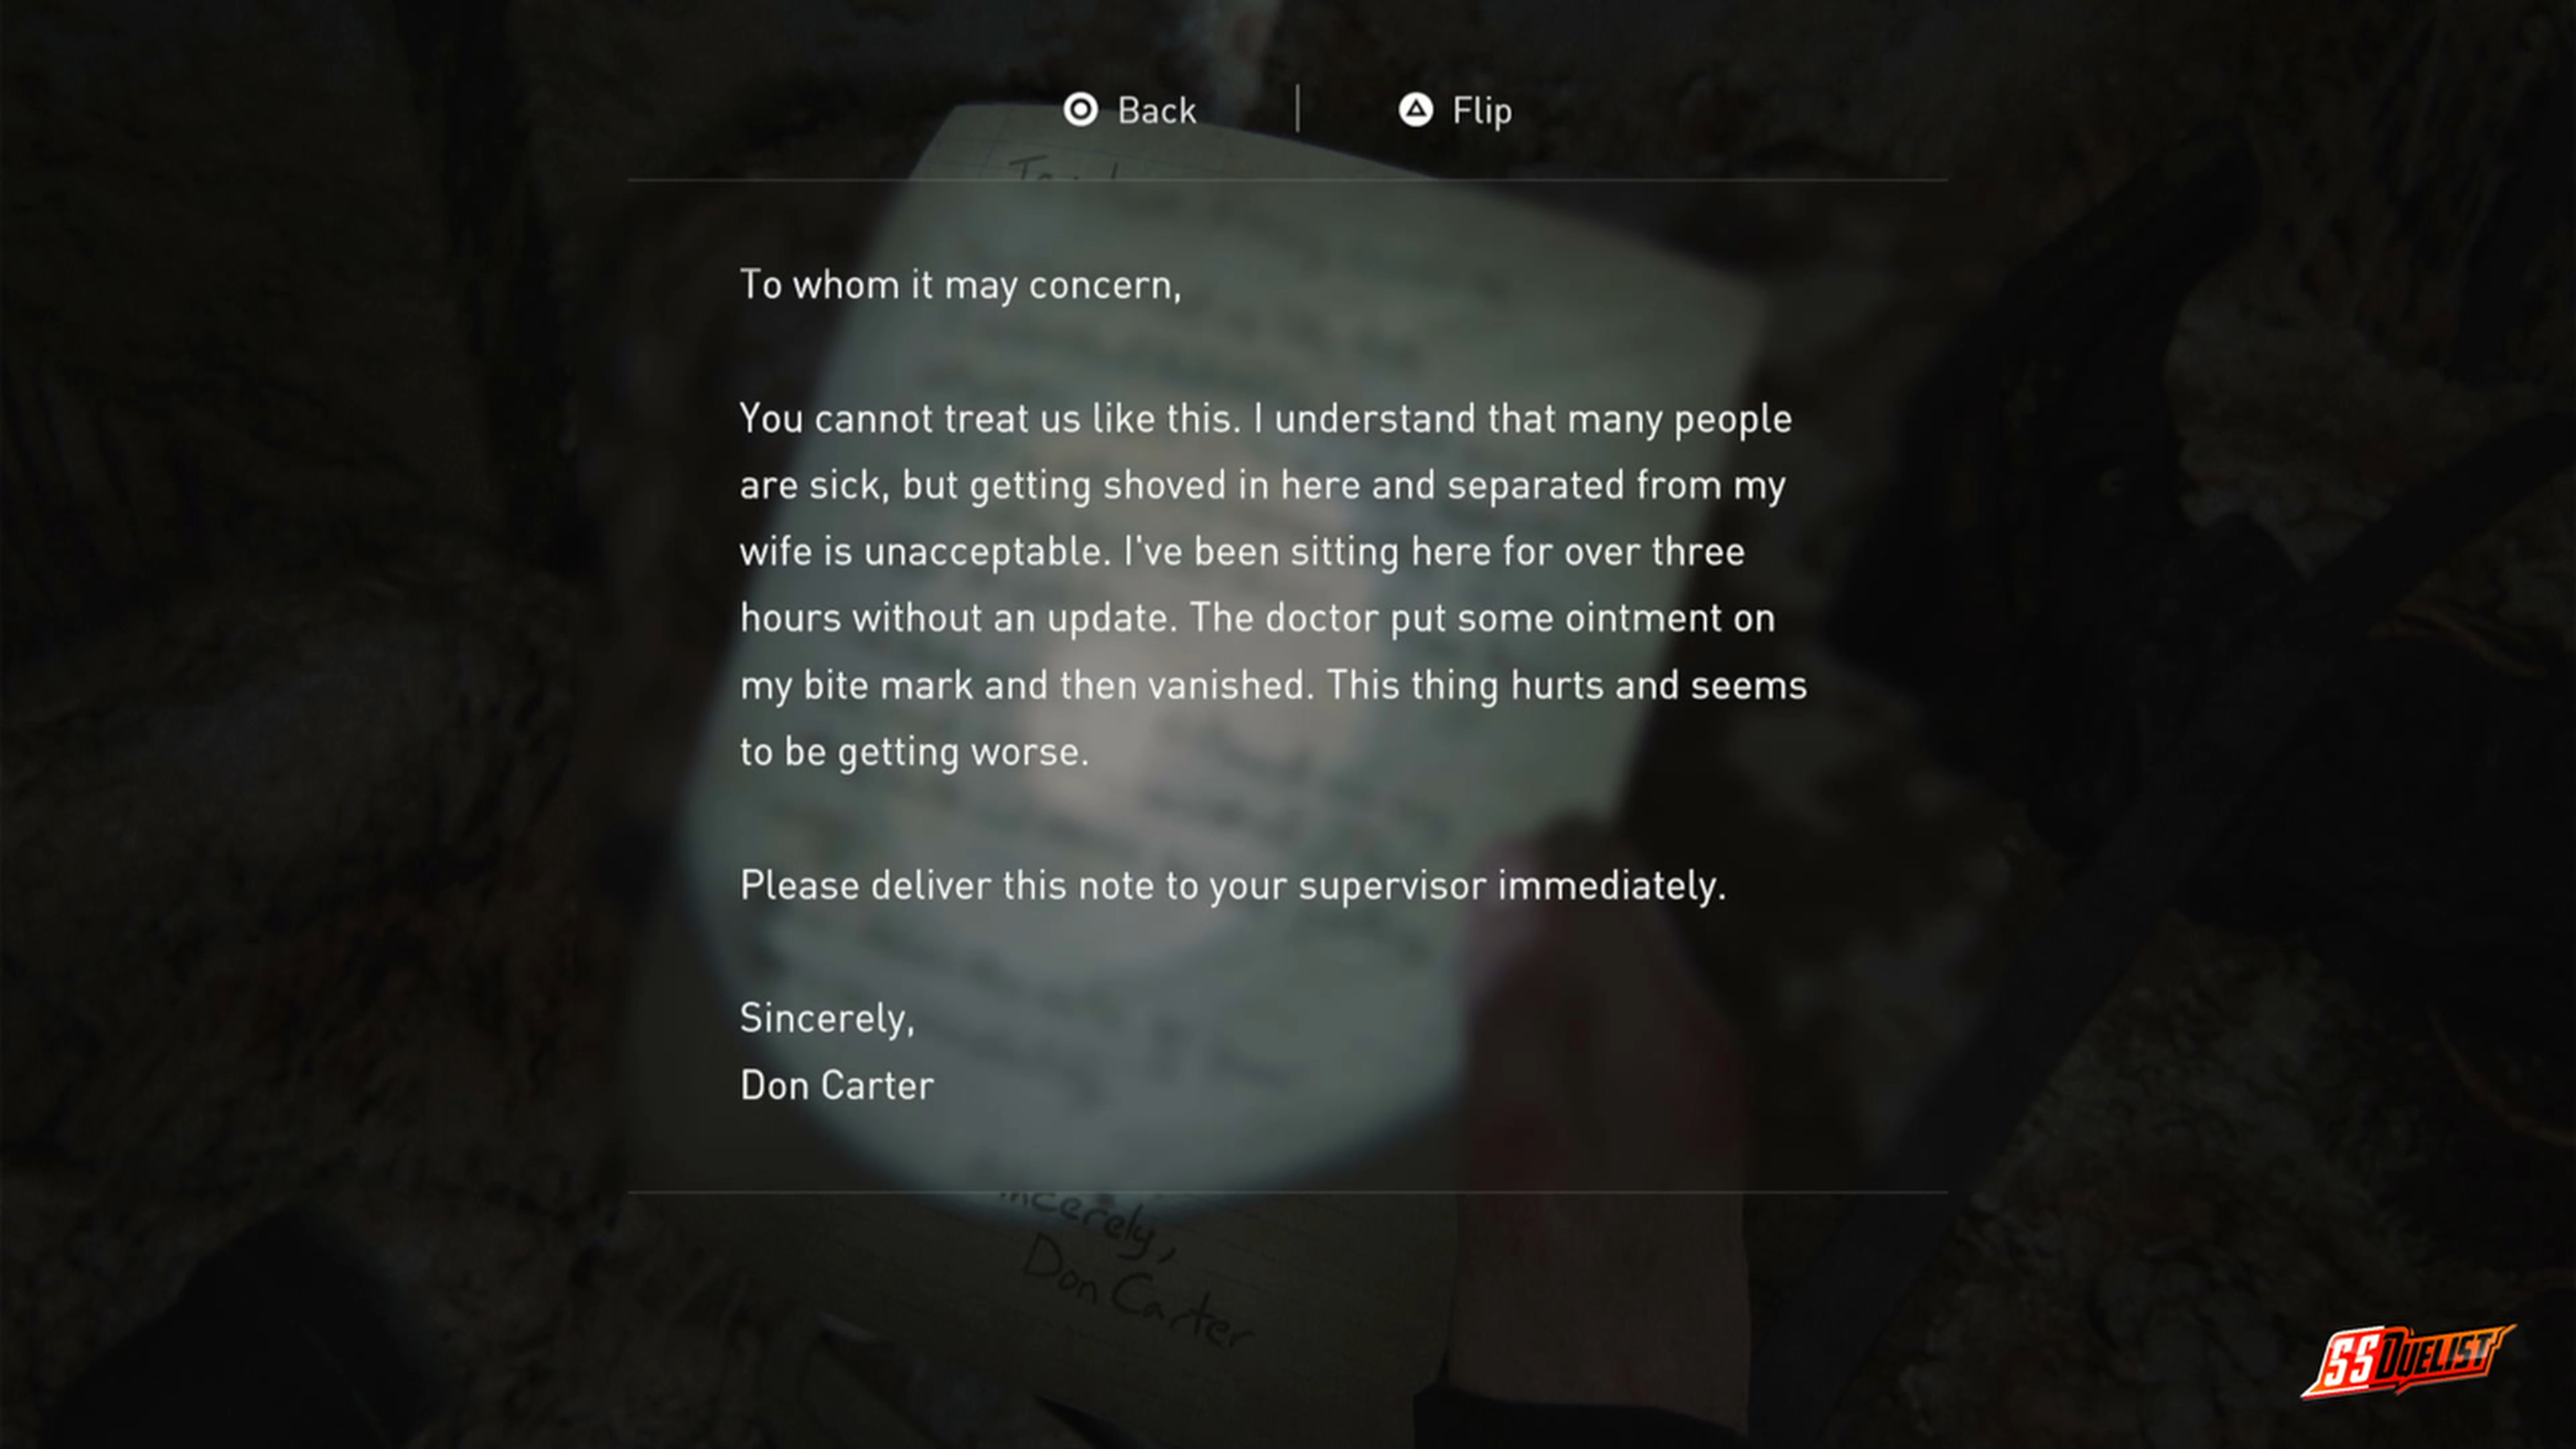 Back | Flip
To whom it may concern,
You cannot treat us like this. I understand that many people
are sick, but getting shoved in here and separated from my
wife is unacceptable. I've been sitting here for over three
hours without an update. The doctor put some ointment on
my bite mark and then vanished. This thing hurts and seems
to be getting worse.
Please deliver this note to your supervisor immediately.
Sincerely,
Don Carter
ncerely,
Don Carter
SSDUELIST